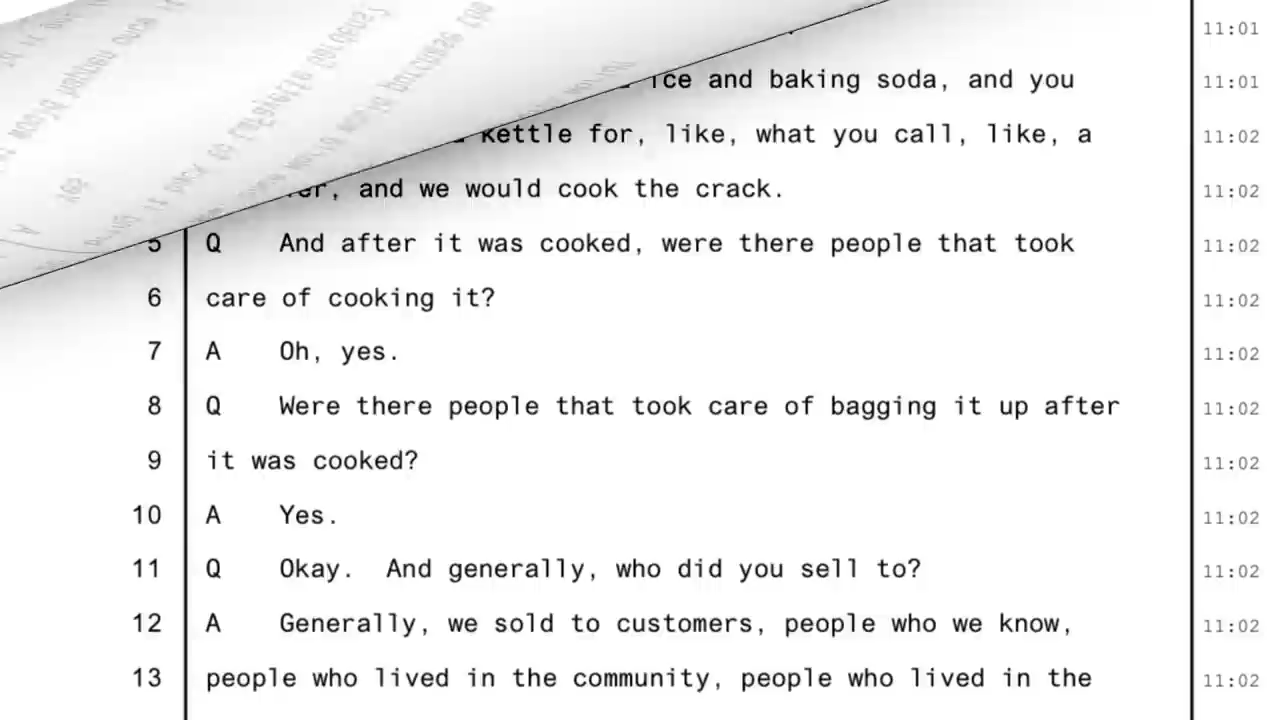 11:01
ice and baking soda, and you 11:01
kettle for, like, what you call, like, a 11:02
and we would cook the crack. 11:02
5 Q And after it was cooked, were there people that took 11:02
6 care of cooking it? 11:02
7 A Oh, yes. 11:02
8 Q Were there people that took care of bagging it up after 11:02
9 it was cooked? 11:02
10 A Yes. 11:02
11 Q Okay. And generally, who did you sell to? 11:02
12 A Generally, we sold to customers, people who we know, 11:02
13 people who lived in the community, people who lived in the 11:02